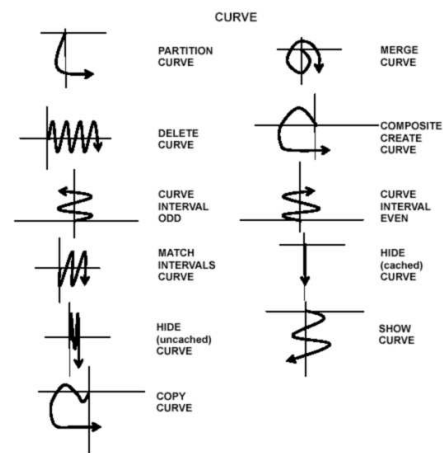 CURVE
PARTITION
CURVE
MERGE
CURVE
DELETE
CURVE
COMPOSITE
CREATE
CURVE
CURVE
INTERVAL
ODD
CURVE
INTERVAL
EVEN
MATCH
INTERVALS
CURVE
HIDE
(cached)
CURVE
HIDE
(uncached)
CURVE
SHOW
CURVE
COPY
CURVE